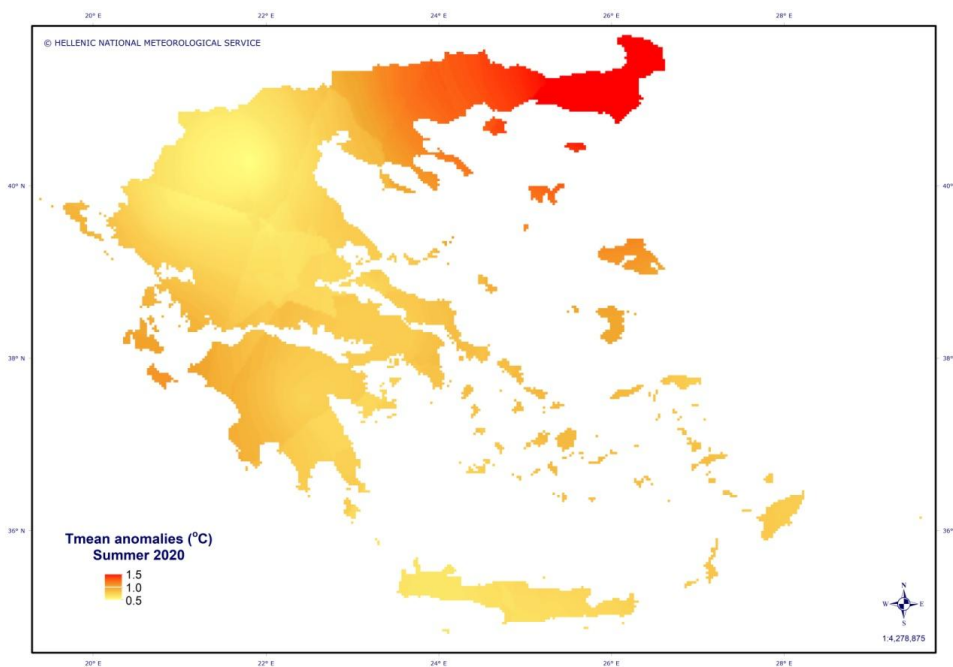 20° E 22° E 24° E 26° E 28° E
© HELLENIC NATIONAL METEOROLOGICAL SERVICE
40° N 40° N
38° N 38° N
36° N 36° N
Tmean anomalies (°C)
Summer 2020
1.5
1.0
0.5
N
W E
S
1:4,278,875
20° E 22° E 24° E 26° E 28° E